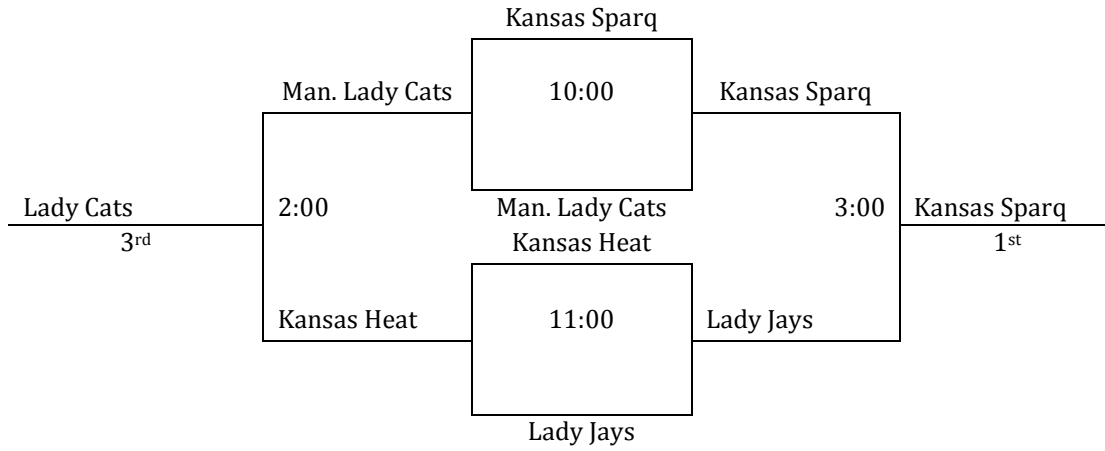 Kansas Sparq
Man. Lady Cats 10:00 Kansas Sparq
Lady Cats 2:00 Man. Lady Cats 3:00 Kansas Sparq
3rd Kansas Heat 1st
Kansas Heat 11:00 Lady Jays
Lady Jays